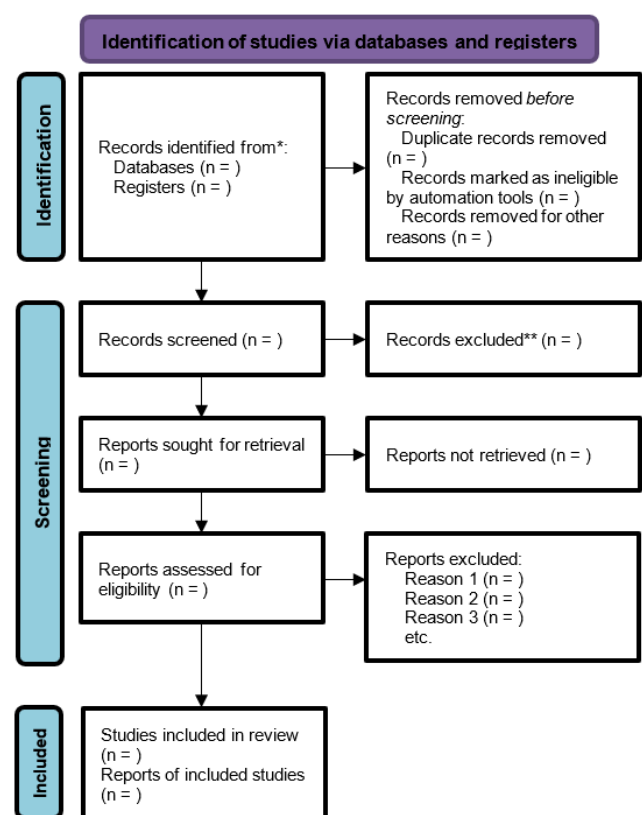 Identification of studies via databases and registers
Identification
Records identified from*:
Databases (n = )
Registers (n = )
Records removed before
screening:
Duplicate records removed
(n = )
Records marked as ineligible
by automation tools (n = )
Records removed for other
reasons (n = )
Screening
Records screened (n = )
Records excluded** (n = )
Reports sought for retrieval
(n = )
Reports not retrieved (n = )
Reports assessed for
eligibility (n = )
Reports excluded:
Reason 1 (n = )
Reason 2 (n = )
Reason 3 (n = )
etc.
Included
Studies included in review
(n = )
Reports of included studies
(n = )